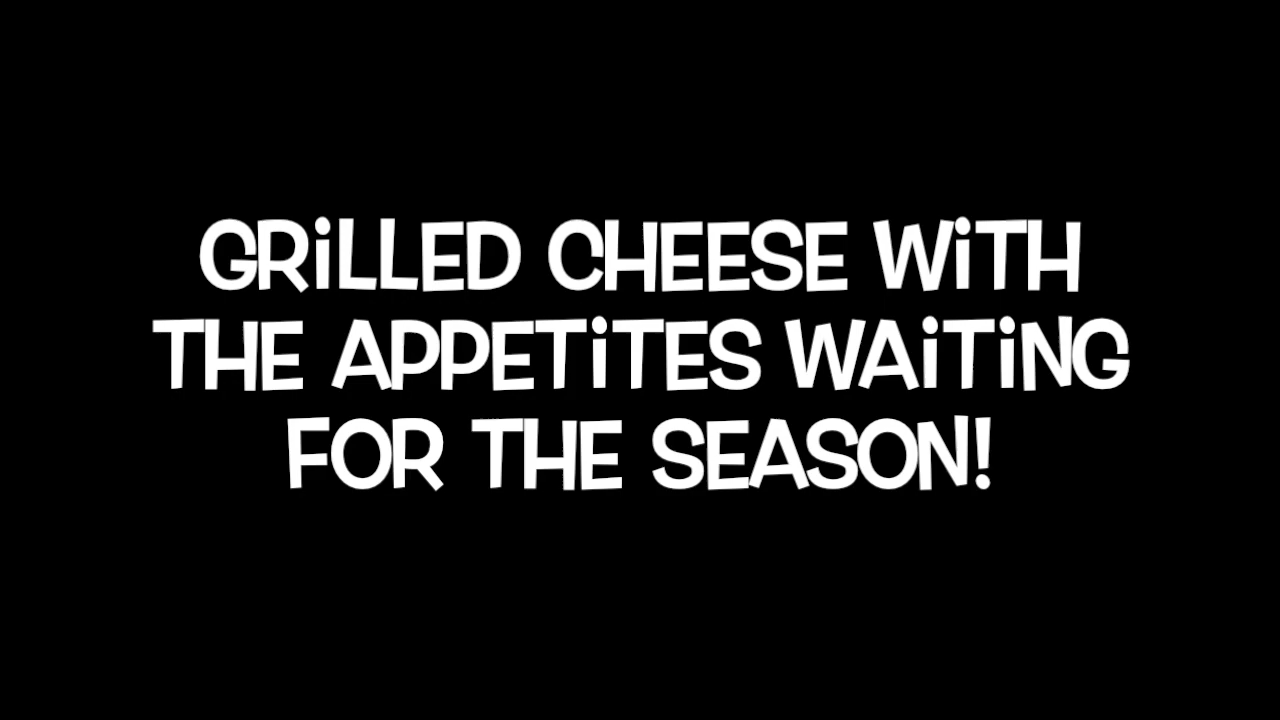 GRiLLED CHEESE WiTH
THE APPETiTES WAiTiNG
FOR THE SEASON!